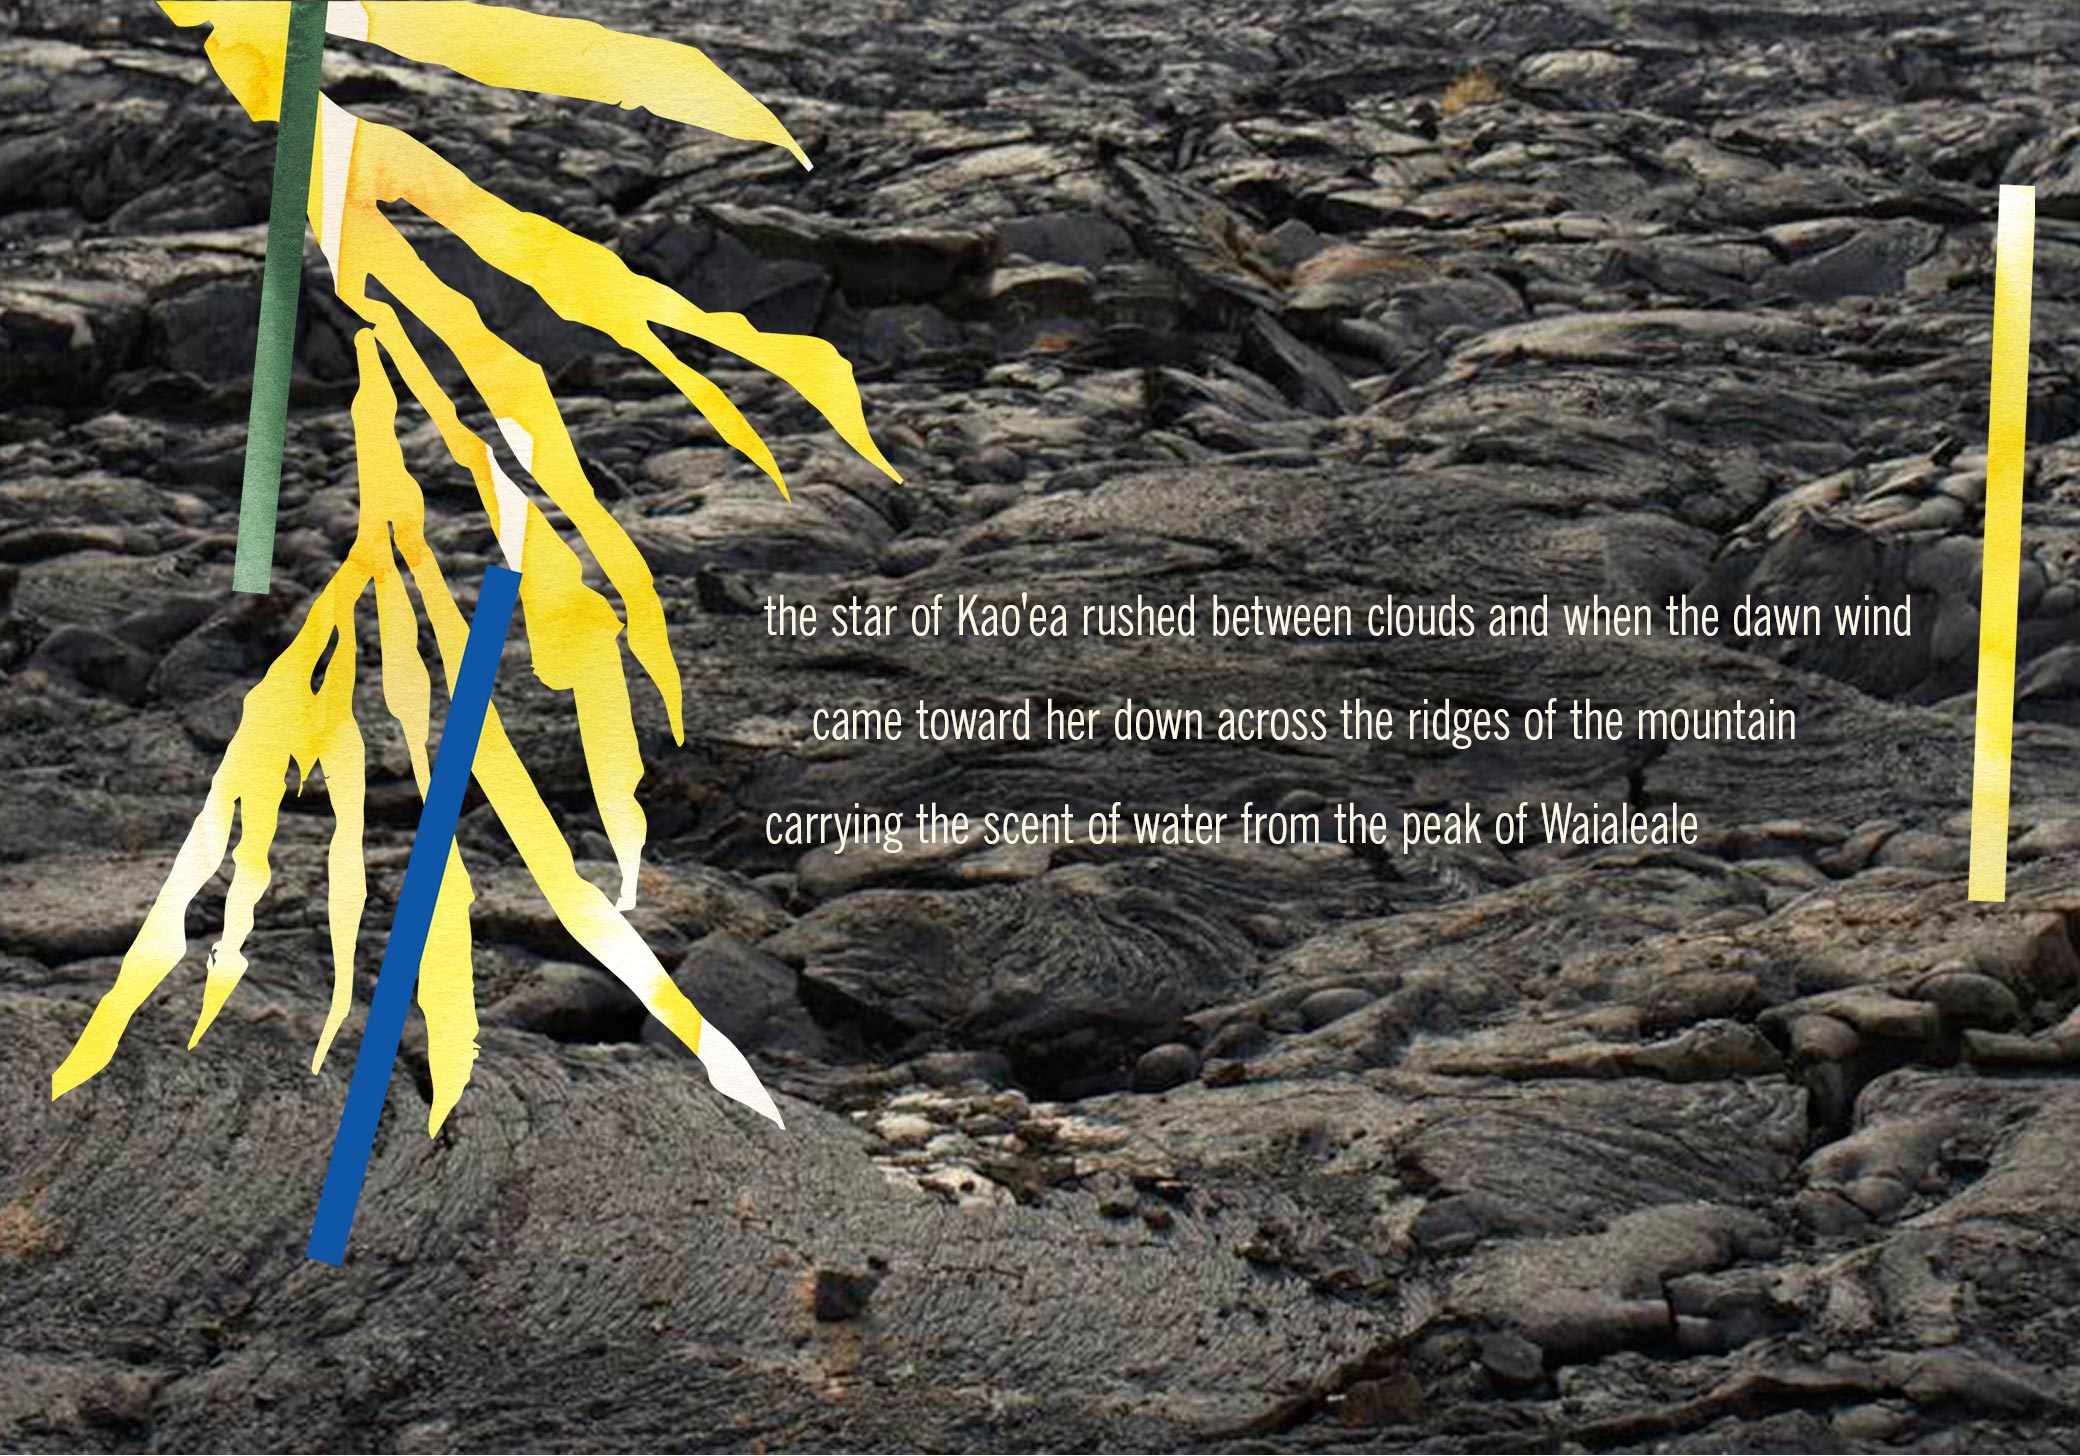 the star of Kao'ea rushed between clouds and when the dawn wind
came toward her down across the ridges of the mountain
carrying the scent of water from the peak of Waialeale